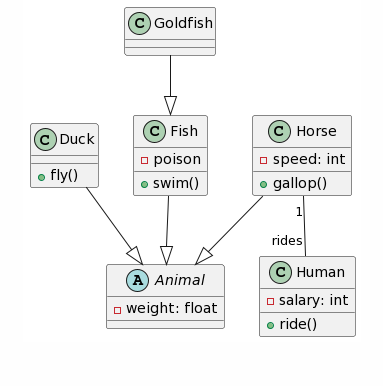 C Goldfish
C Duck
fly()
C Fish
poison
swim()
C Horse
speed: int
gallop()
1
rides
A Animal
weight: float
C Human
salary: int
ride()